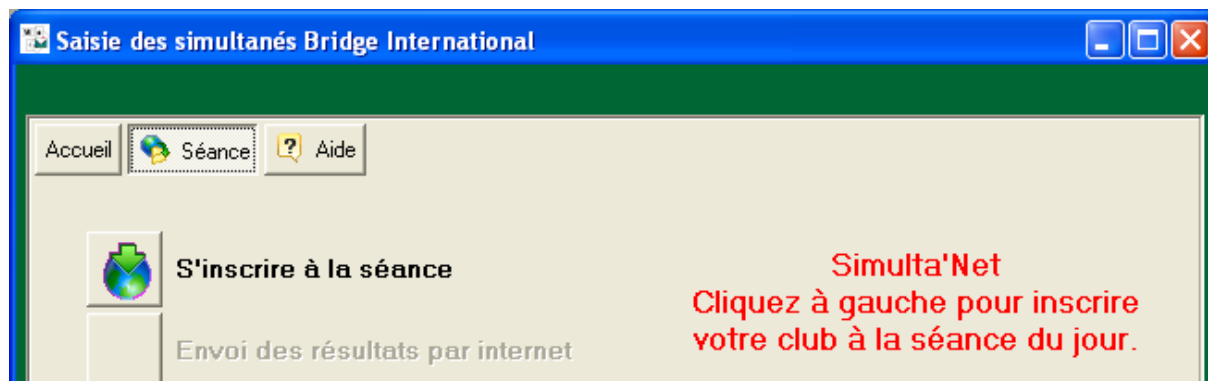 Saisie des simultanés Bridge International
Accueil Séance Aide
S'inscrire à la séance
Envoi des résultats par internet
Simulta'Net
Cliquez à gauche pour inscrire
votre club à la séance du jour.